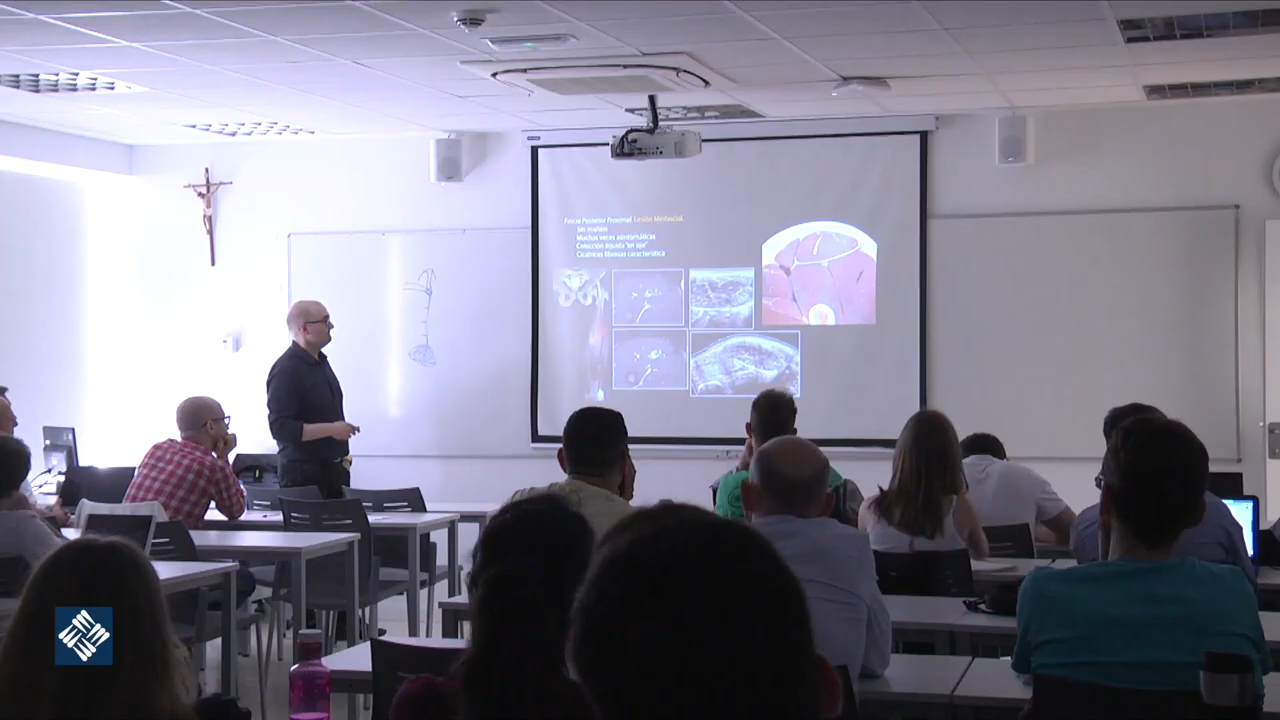 Fascia Posterior Proximal. Lesión Miofascial.
Sin muñón
Muchas veces asintomáticas
Colección líquida "en ojo"
Cicatrices fibrosas característica